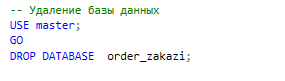 -- Удаление базы данных
USE master;
GO
DROP DATABASE  order_zakazi;